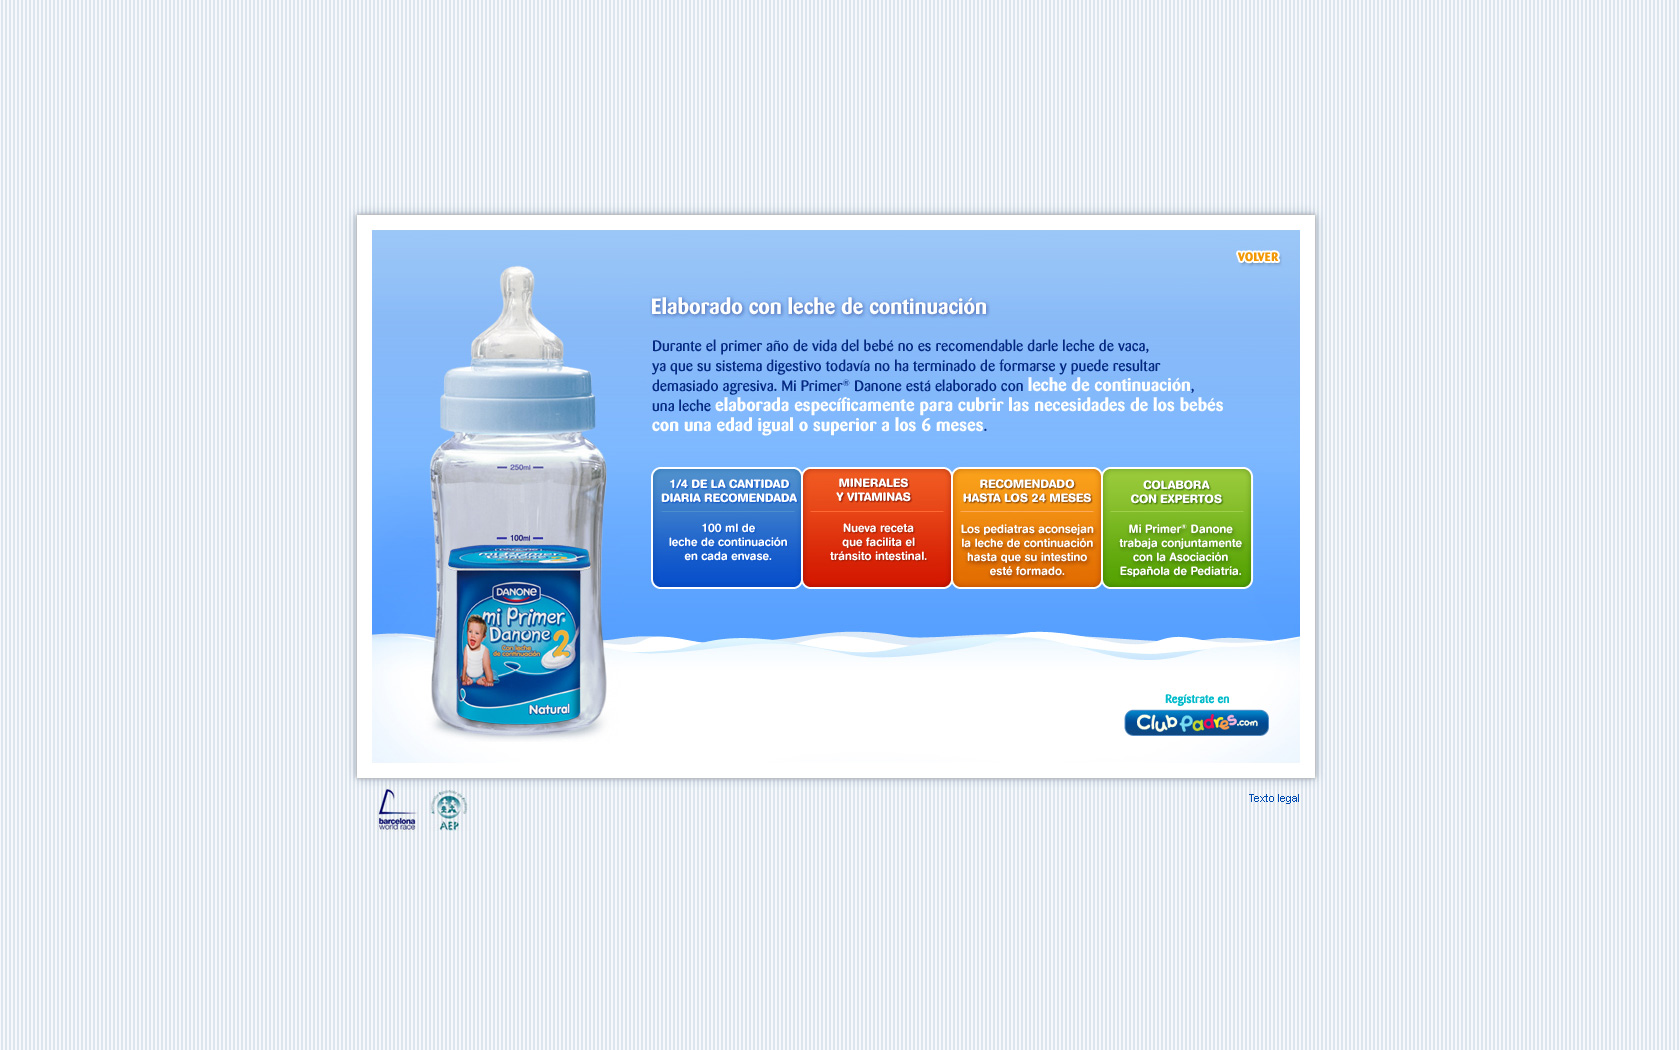 VOLVER
Elaborado con leche de continuación
Durante el primer año de vida del bebé no es recomendable darle leche de vaca,
ya que su sistema digestivo todavía no ha terminado de formarse y puede resultar
demasiado agresiva. Mi Primer® Danone está elaborado con leche de continuación,
una leche elaborada específicamente para cubrir las necesidades de los bebés
con una edad igual o superior a los 6 meses.
1/4 DE LA CANTIDAD
DIARIA RECOMENDADA
100 ml de
leche de continuación
en cada envase.
MINERALES
Y VITAMINAS
Nueva receta
que facilita el
tránsito intestinal.
RECOMENDADO
HASTA LOS 24 MESES
Los pediatras aconsejan
la leche de continuación
hasta que su intestino
esté formado.
COLABORA
CON EXPERTOS
Mi Primer® Danone
trabaja conjuntamente
con la Asociación
Española de Pediatria.
250ml
100ml
DANONE
mi Primer
Danone 2
con leche
de continuación
Natural
Regístrate en
Club Padres.com
barcelona
world race
AEP
Texto legal